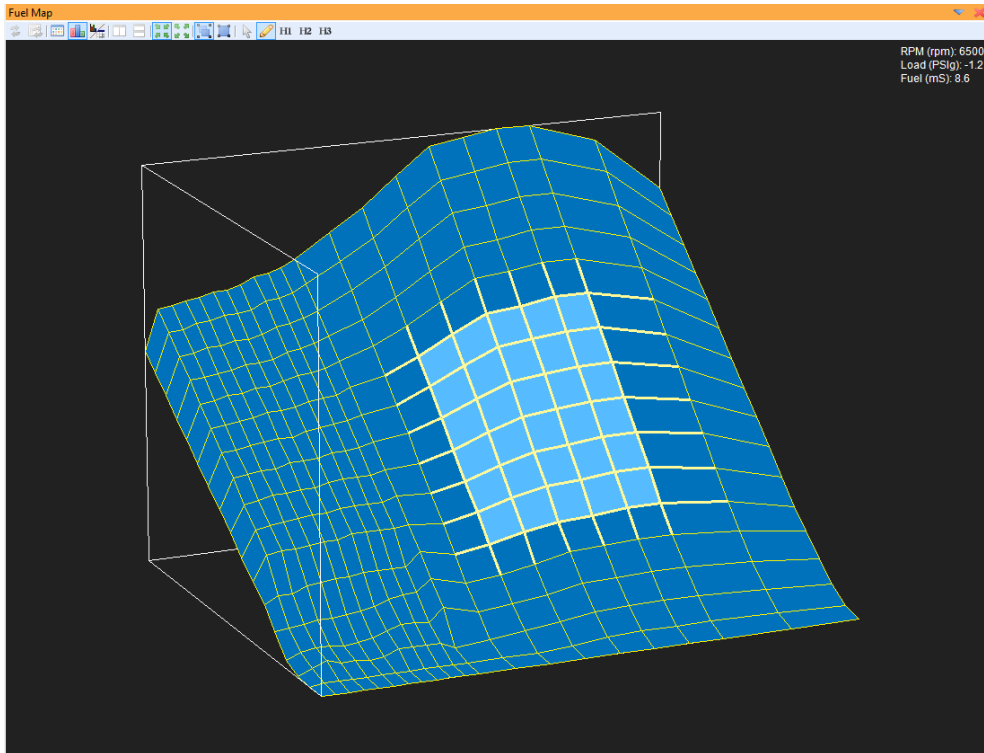 Fuel Map
H1 H2 H3
RPM (rpm): 6500
Load (PSIg): -1.2
Fuel (mS): 8.6